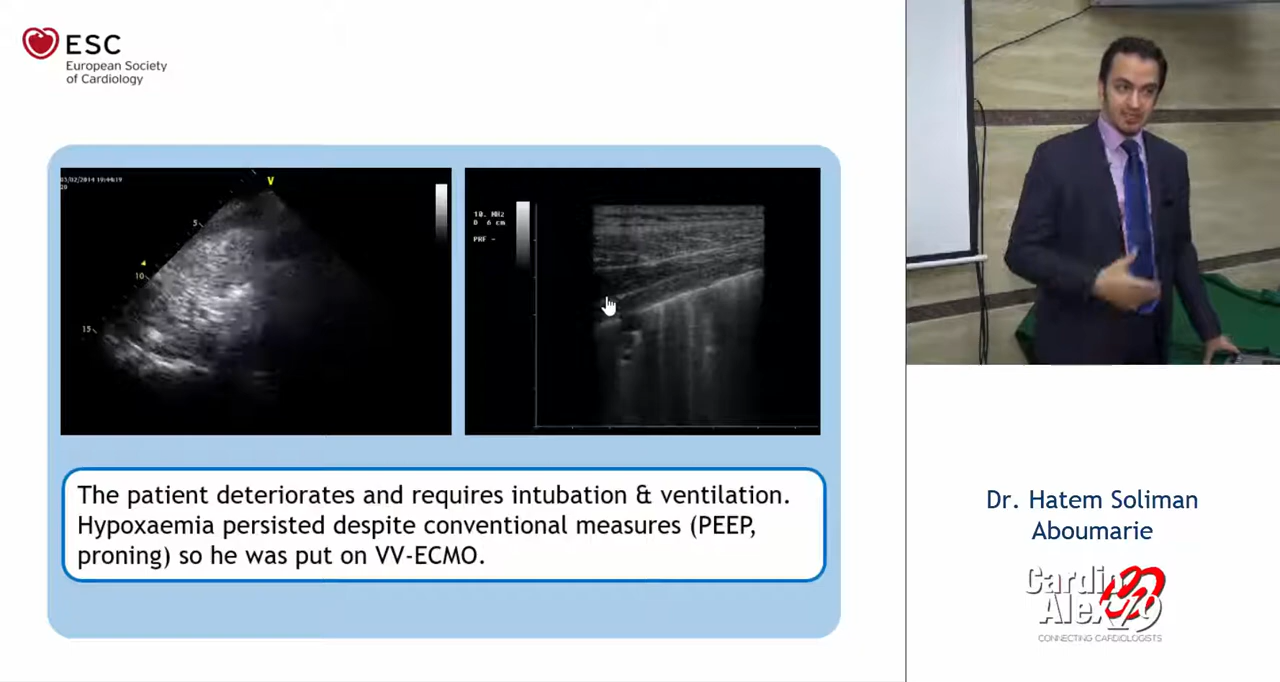 ESC
European Society
of Cardiology
V
5
10
15
10. MHz
D 6 cm
PRF -
The patient deteriorates and requires intubation & ventilation.
Hypoxaemia persisted despite conventional measures (PEEP,
proning) so he was put on VV-ECMO.
Dr. Hatem Soliman
Aboumarie
Cardio
Alex19
CONNECTING CARDIOLOGISTS